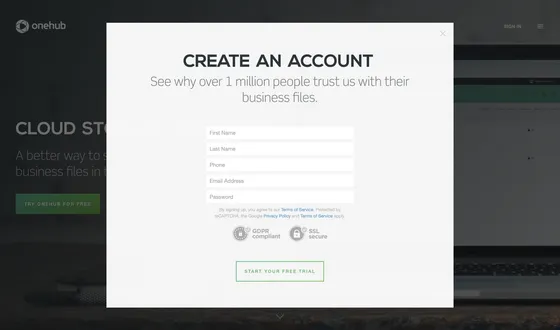 onehub
SIGN IN
CREATE AN ACCOUNT
See why over 1 million people trust us with their
business files.
CLOUD STO
A better way to s
business files in t
TRY ONEHUB FOR FREE
First Name
Last Name
Phone
Email Address
Password
By signing up, you agree to our Terms of Service. Protected by
reCAPTCHA, the Google Privacy Policy and Terms of Service apply.
GDPR
compliant
SSL
secure
START YOUR FREE TRIAL